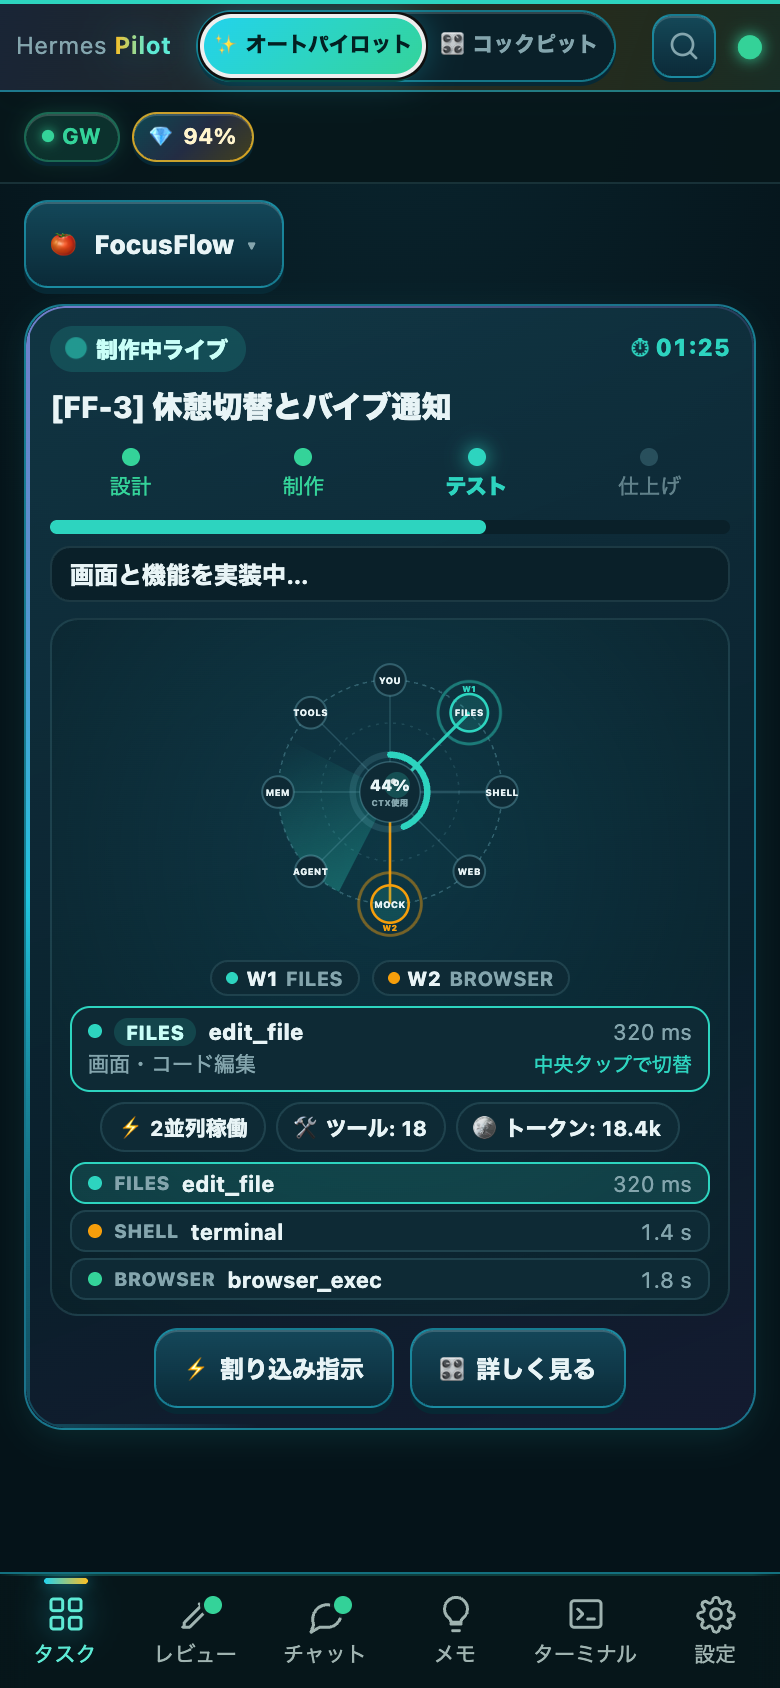 Hermes Pilot
✨ オートパイロット
🎛️ コックピット
GW
💎 94%
🍅 FocusFlow ▾
制作中ライブ
⏱ 01:25
[FF-3] 休憩切替とバイブ通知
設計
制作
テスト
仕上げ
画面と機能を実装中...
YOU
W1
FILES
TOOLS
44%
CTX使用
MEM
SHELL
AGENT
WEB
MOCK
W2
W1 FILES
W2 BROWSER
FILES edit_file 320 ms
画面・コード編集 中央タップで切替
⚡ 2並列稼働
🛠️ ツール: 18
🌕 トークン: 18.4k
FILES edit_file 320 ms
SHELL terminal 1.4 s
BROWSER browser_exec 1.8 s
⚡ 割り込み指示
🎛️ 詳しく見る
タスク
レビュー
チャット
メモ
ターミナル
設定